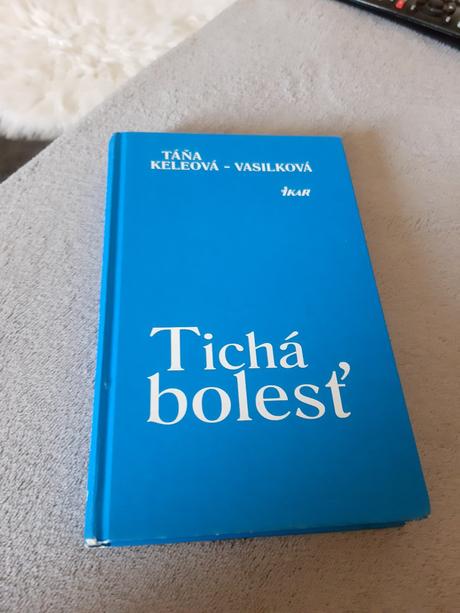 TÁŇA
KELEOVÁ - VASILKOVÁ
IKAR
Tichá
bolesť